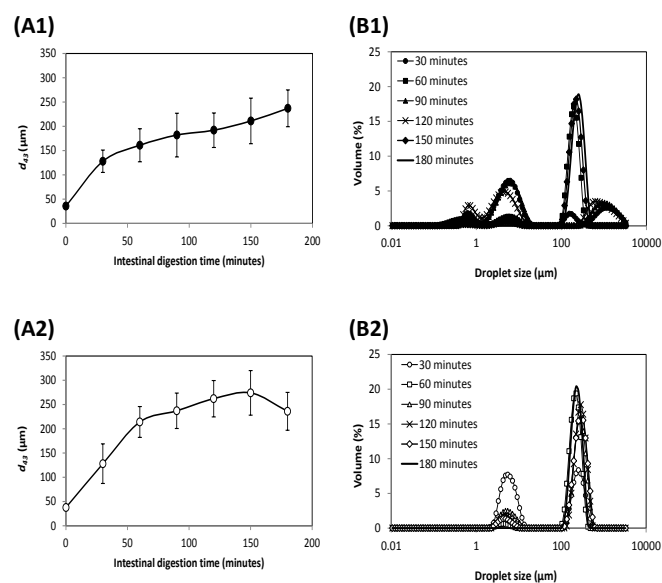 (A1)
350
300
250
200
150
100
50
0
0 50 100 150 200
d43 (μm)
Intestinal digestion time (minutes)
(B1)
25
20
15
10
5
0
0.01 1 100
30 minutes
60 minutes
90 minutes
120 minutes
150 minutes
180 minutes
Volume (%)
Droplet size (μm)
(A2)
350
300
250
200
150
100
50
0
0 50 100 150 200
d43 (μm)
Intestinal digestion time (minutes)
(B2)
25
20
15
10
5
0
0.01 1 100
30 minutes
60 minutes
90 minutes
120 minutes
150 minutes
180 minutes
Volume (%)
Droplet size (μm)